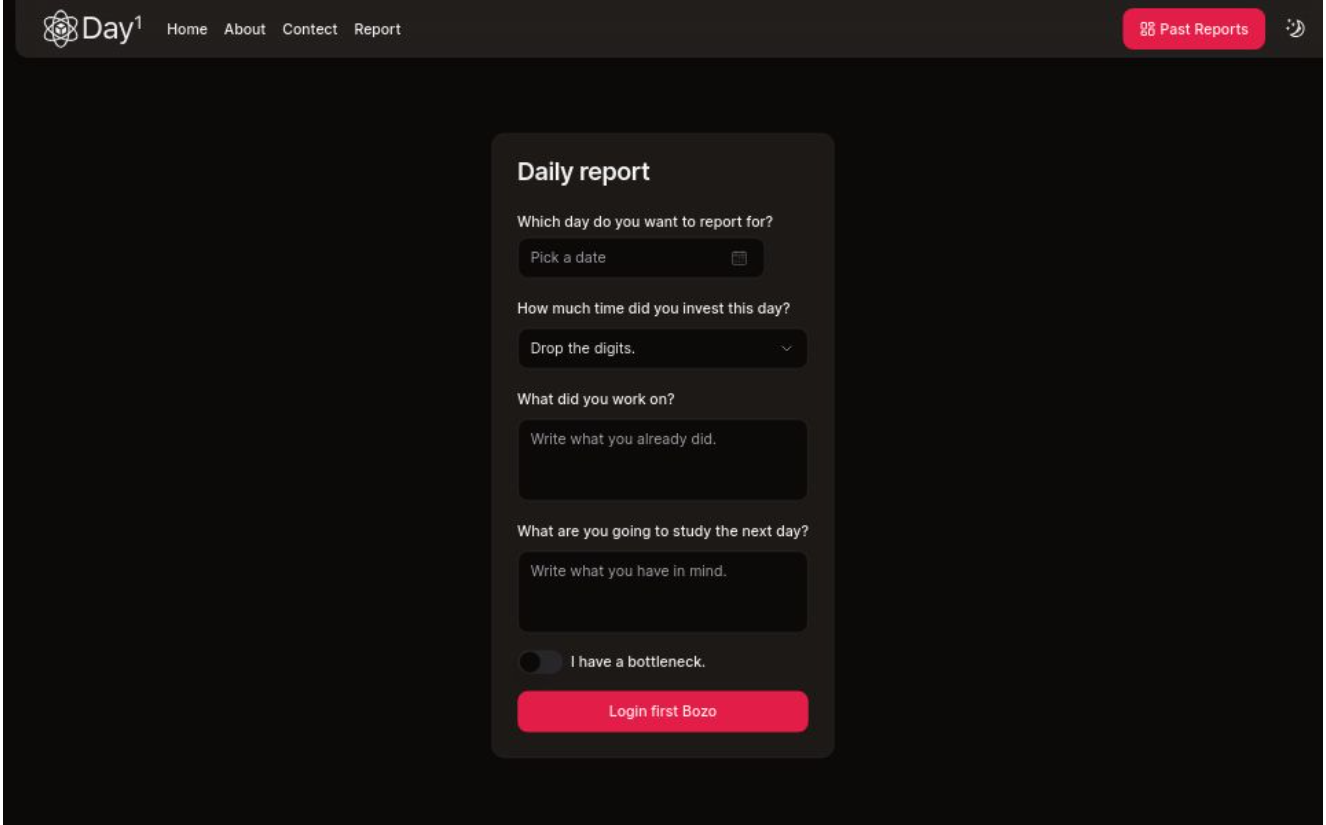 Day¹ Home About Contect Report Past Reports
Daily report
Which day do you want to report for?
Pick a date
How much time did you invest this day?
Drop the digits.
What did you work on?
Write what you already did.
What are you going to study the next day?
Write what you have in mind.
I have a bottleneck.
Login first Bozo